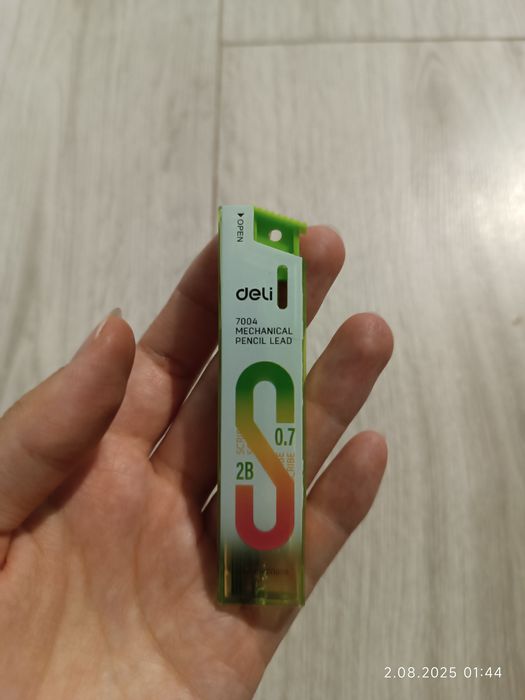 OPEN
deli
7004
MECHANICAL
PENCIL LEAD
0.7
2B
2.08.2025 01:44